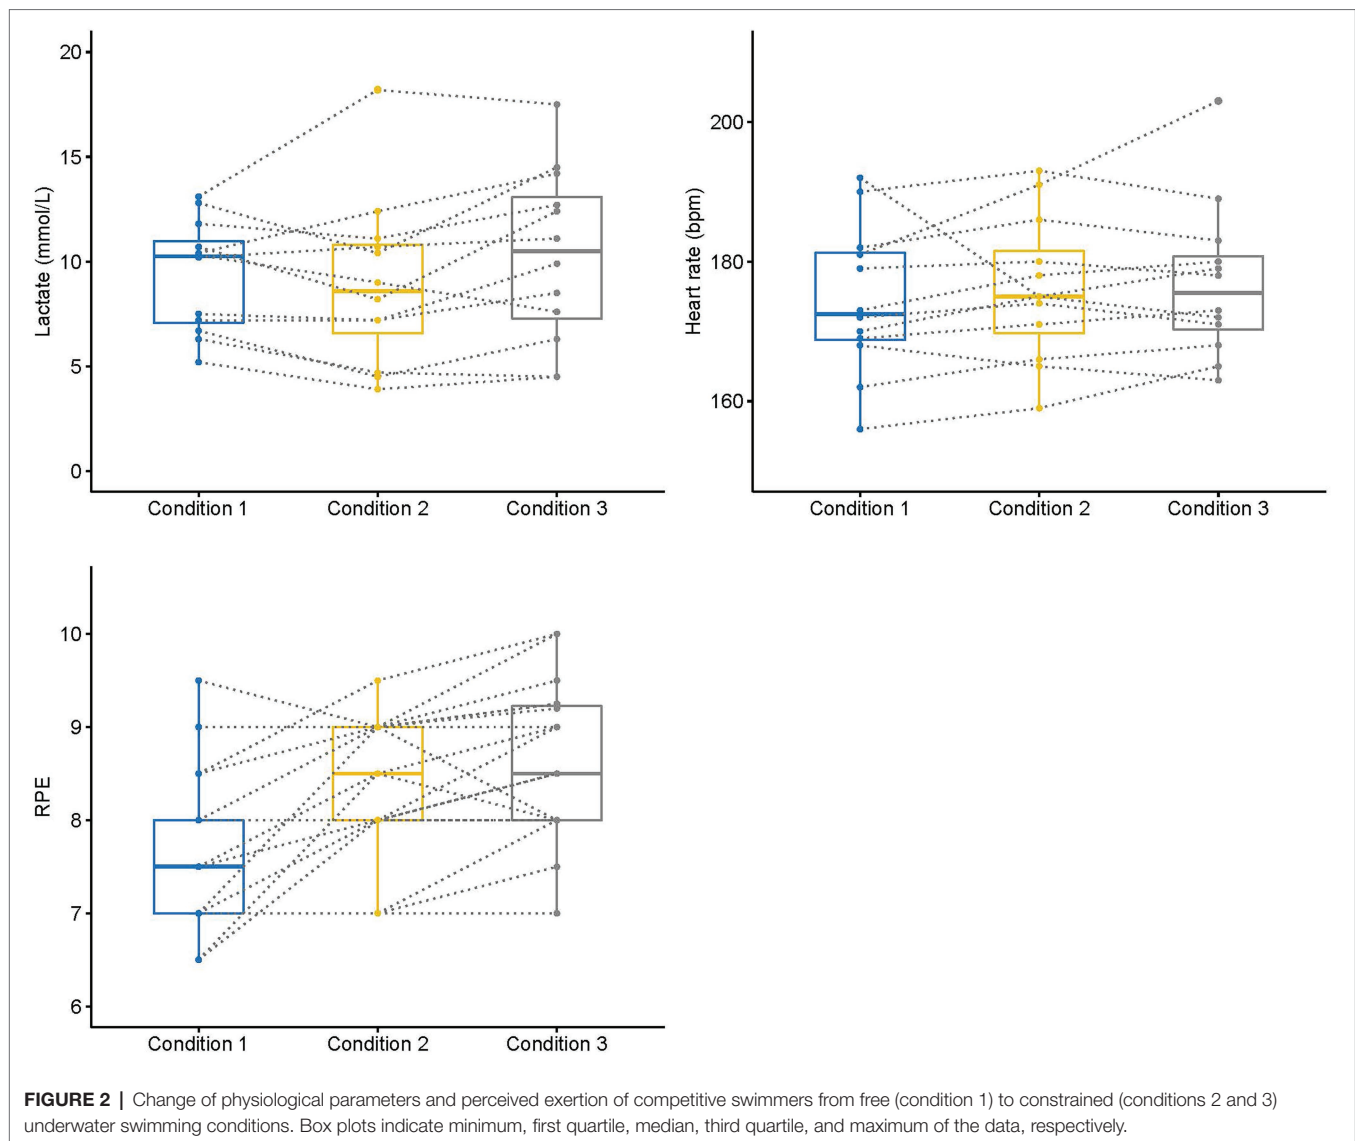 20
15
10
5
0
Lactate (mmol/L)
Condition 1 Condition 2 Condition 3
200
180
160
Heart rate (bpm)
Condition 1 Condition 2 Condition 3
10
9
8
7
6
RPE
Condition 1 Condition 2 Condition 3
FIGURE 2 | Change of physiological parameters and perceived exertion of competitive swimmers from free (condition 1) to constrained (conditions 2 and 3)
underwater swimming conditions. Box plots indicate minimum, first quartile, median, third quartile, and maximum of the data, respectively.